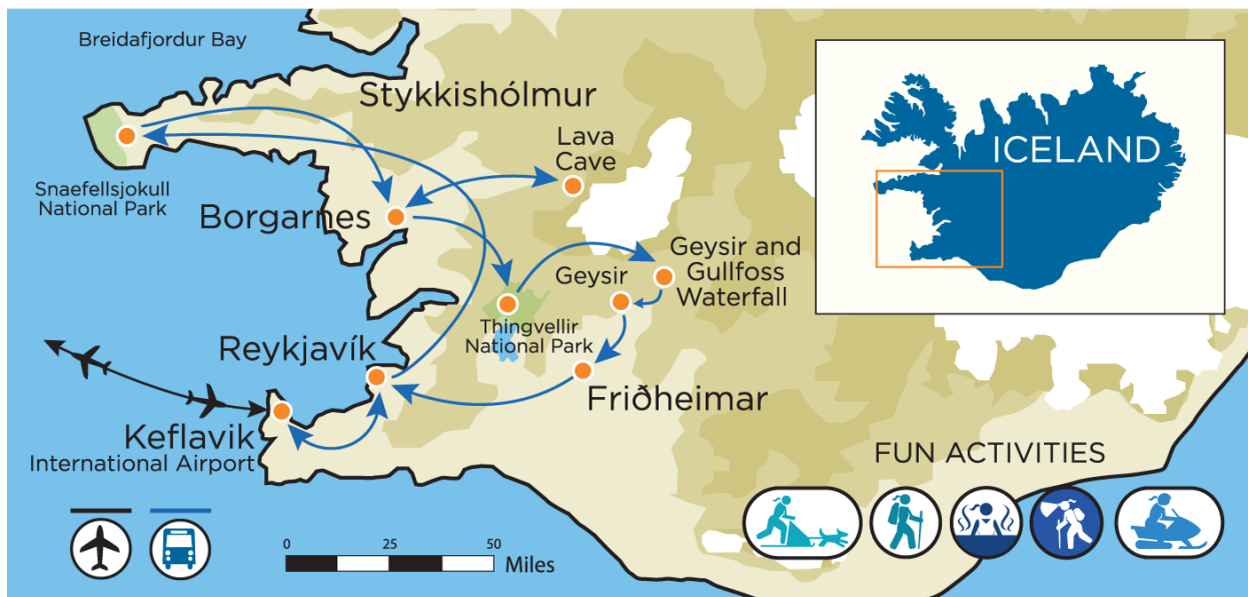 Breidafjordur Bay
Stykkishólmur
Lava
Cave
ICELAND
Snaefellsjokull
National Park
Borgarnes
Geysir and
Gullfoss
Waterfall
Geysir
Thingvellir
National Park
Reykjavík
Friðheimar
Keflavik
International Airport
FUN ACTIVITIES
0 25 50
Miles